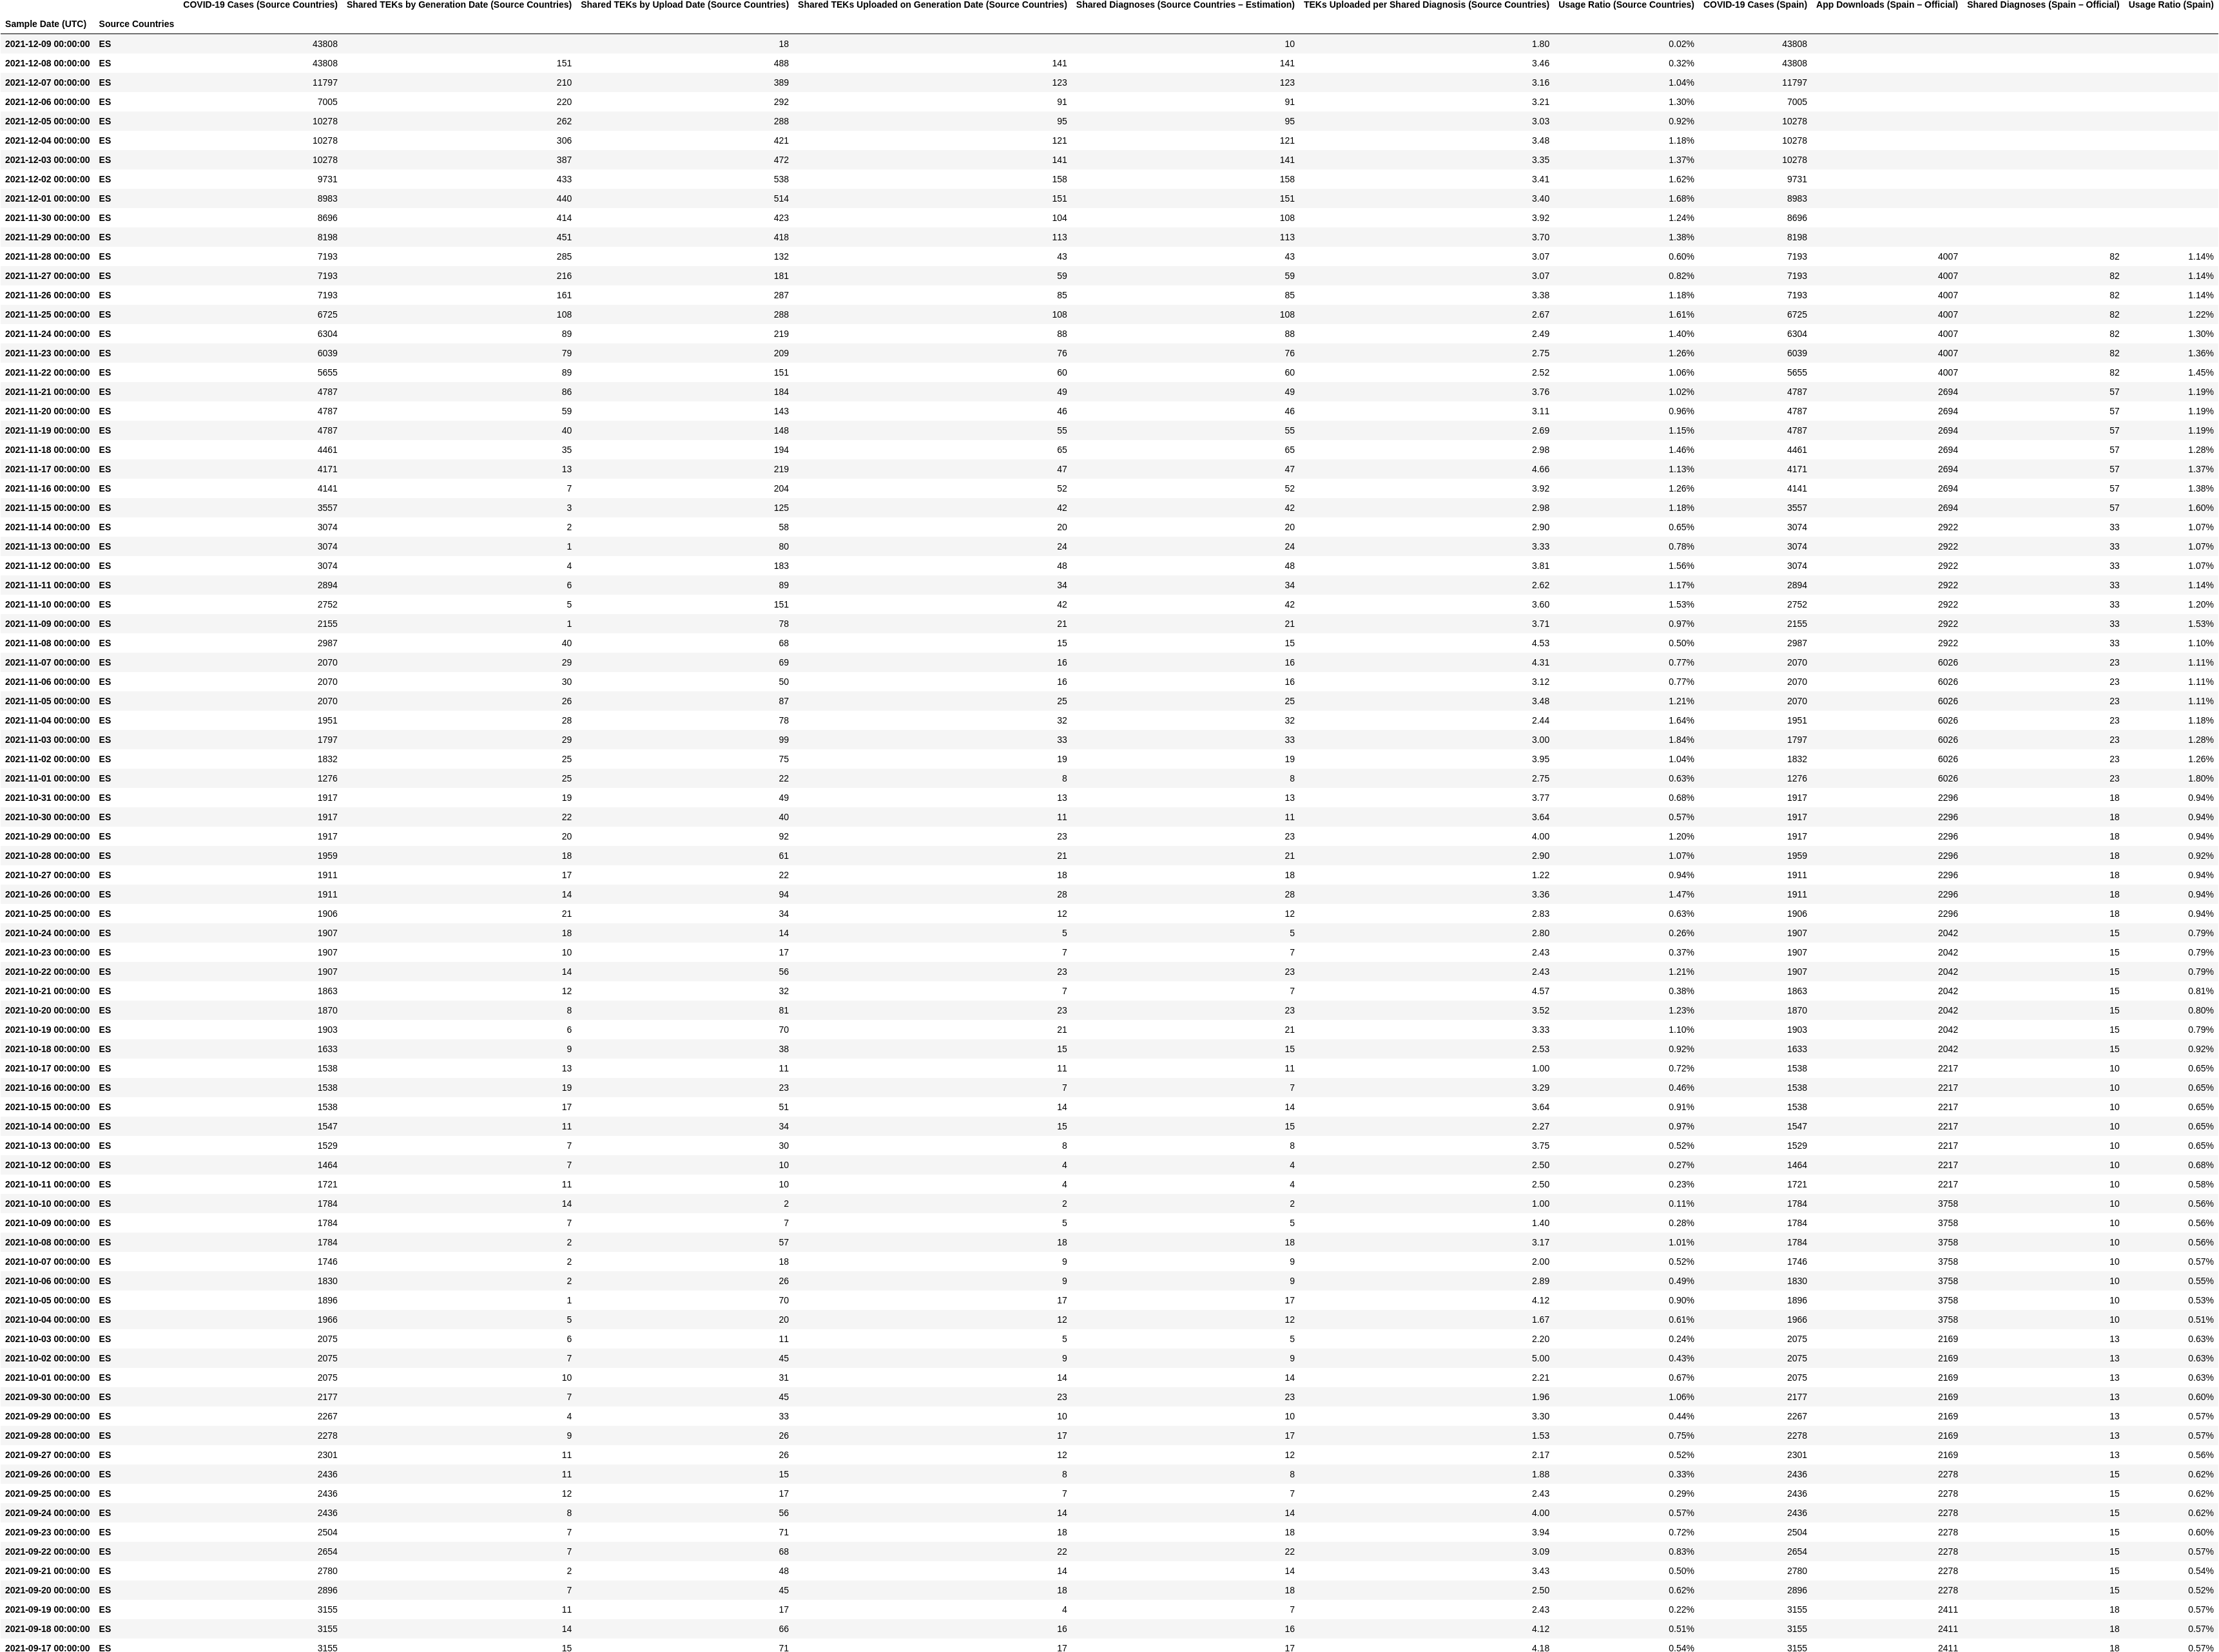 COVID-19 Cases (Source Countries) Shared TEKs by Generation Date (Source Countries) Shared TEKs by Upload Date (Source Countries) Shared TEKs Uploaded on Generation Date (Source Countries) Shared Diagnoses (Source Countries – Estimation) TEKs Uploaded per Shared Diagnosis (Source Countries) Usage Ratio (Source Countries) COVID-19 Cases (Spain) App Downloads (Spain – Official) Shared Diagnoses (Spain – Official) Usage Ratio (Spain)
Sample Date (UTC) Source Countries
2021-12-09 00:00:00 ES 43808 18 10 1.80 0.02% 43808
2021-12-08 00:00:00 ES 43808 151 488 141 141 3.46 0.32% 43808
2021-12-07 00:00:00 ES 11797 210 389 123 123 3.16 1.04% 11797
2021-12-06 00:00:00 ES 7005 220 292 91 91 3.21 1.30% 7005
2021-12-05 00:00:00 ES 10278 262 288 95 95 3.03 0.92% 10278
2021-12-04 00:00:00 ES 10278 306 421 121 121 3.48 1.18% 10278
2021-12-03 00:00:00 ES 10278 387 472 141 141 3.35 1.37% 10278
2021-12-02 00:00:00 ES 9731 433 538 158 158 3.41 1.62% 9731
2021-12-01 00:00:00 ES 8983 440 514 151 151 3.40 1.68% 8983
2021-11-30 00:00:00 ES 8696 414 423 104 108 3.92 1.24% 8696
2021-11-29 00:00:00 ES 8198 451 418 113 113 3.70 1.38% 8198
2021-11-28 00:00:00 ES 7193 285 132 43 43 3.07 0.60% 7193 4007 82 1.14%
2021-11-27 00:00:00 ES 7193 216 181 59 59 3.07 0.82% 7193 4007 82 1.14%
2021-11-26 00:00:00 ES 7193 161 287 85 85 3.38 1.18% 7193 4007 82 1.14%
2021-11-25 00:00:00 ES 6725 108 288 108 108 2.67 1.61% 6725 4007 82 1.22%
2021-11-24 00:00:00 ES 6304 89 219 88 88 2.49 1.40% 6304 4007 82 1.30%
2021-11-23 00:00:00 ES 6039 79 209 76 76 2.75 1.26% 6039 4007 82 1.36%
2021-11-22 00:00:00 ES 5655 89 151 60 60 2.52 1.06% 5655 4007 82 1.45%
2021-11-21 00:00:00 ES 4787 86 184 49 49 3.76 1.02% 4787 2694 57 1.19%
2021-11-20 00:00:00 ES 4787 59 143 46 46 3.11 0.96% 4787 2694 57 1.19%
2021-11-19 00:00:00 ES 4787 40 148 55 55 2.69 1.15% 4787 2694 57 1.19%
2021-11-18 00:00:00 ES 4461 35 194 65 65 2.98 1.46% 4461 2694 57 1.28%
2021-11-17 00:00:00 ES 4171 13 219 47 47 4.66 1.13% 4171 2694 57 1.37%
2021-11-16 00:00:00 ES 4141 7 204 52 52 3.92 1.26% 4141 2694 57 1.38%
2021-11-15 00:00:00 ES 3557 3 125 42 42 2.98 1.18% 3557 2694 57 1.60%
2021-11-14 00:00:00 ES 3074 2 58 20 20 2.90 0.65% 3074 2922 33 1.07%
2021-11-13 00:00:00 ES 3074 1 80 24 24 3.33 0.78% 3074 2922 33 1.07%
2021-11-12 00:00:00 ES 3074 4 183 48 48 3.81 1.56% 3074 2922 33 1.07%
2021-11-11 00:00:00 ES 2894 6 89 34 34 2.62 1.17% 2894 2922 33 1.14%
2021-11-10 00:00:00 ES 2752 5 151 42 42 3.60 1.53% 2752 2922 33 1.20%
2021-11-09 00:00:00 ES 2155 1 78 21 21 3.71 0.97% 2155 2922 33 1.53%
2021-11-08 00:00:00 ES 2987 40 68 15 15 4.53 0.50% 2987 2922 33 1.10%
2021-11-07 00:00:00 ES 2070 29 69 16 16 4.31 0.77% 2070 6026 23 1.11%
2021-11-06 00:00:00 ES 2070 30 50 16 16 3.12 0.77% 2070 6026 23 1.11%
2021-11-05 00:00:00 ES 2070 26 87 25 25 3.48 1.21% 2070 6026 23 1.11%
2021-11-04 00:00:00 ES 1951 28 78 32 32 2.44 1.64% 1951 6026 23 1.18%
2021-11-03 00:00:00 ES 1797 29 99 33 33 3.00 1.84% 1797 6026 23 1.28%
2021-11-02 00:00:00 ES 1832 25 75 19 19 3.95 1.04% 1832 6026 23 1.26%
2021-11-01 00:00:00 ES 1276 25 22 8 8 2.75 0.63% 1276 6026 23 1.80%
2021-10-31 00:00:00 ES 1917 19 49 13 13 3.77 0.68% 1917 2296 18 0.94%
2021-10-30 00:00:00 ES 1917 22 40 11 11 3.64 0.57% 1917 2296 18 0.94%
2021-10-29 00:00:00 ES 1917 20 92 23 23 4.00 1.20% 1917 2296 18 0.94%
2021-10-28 00:00:00 ES 1959 18 61 21 21 2.90 1.07% 1959 2296 18 0.92%
2021-10-27 00:00:00 ES 1911 17 22 18 18 1.22 0.94% 1911 2296 18 0.94%
2021-10-26 00:00:00 ES 1911 14 94 28 28 3.36 1.47% 1911 2296 18 0.94%
2021-10-25 00:00:00 ES 1906 21 34 12 12 2.83 0.63% 1906 2296 18 0.94%
2021-10-24 00:00:00 ES 1907 18 14 5 5 2.80 0.26% 1907 2042 15 0.79%
2021-10-23 00:00:00 ES 1907 10 17 7 7 2.43 0.37% 1907 2042 15 0.79%
2021-10-22 00:00:00 ES 1907 14 56 23 23 2.43 1.21% 1907 2042 15 0.79%
2021-10-21 00:00:00 ES 1863 12 32 7 7 4.57 0.38% 1863 2042 15 0.81%
2021-10-20 00:00:00 ES 1870 8 81 23 23 3.52 1.23% 1870 2042 15 0.80%
2021-10-19 00:00:00 ES 1903 6 70 21 21 3.33 1.10% 1903 2042 15 0.79%
2021-10-18 00:00:00 ES 1633 9 38 15 15 2.53 0.92% 1633 2042 15 0.92%
2021-10-17 00:00:00 ES 1538 13 11 11 11 1.00 0.72% 1538 2217 10 0.65%
2021-10-16 00:00:00 ES 1538 19 23 7 7 3.29 0.46% 1538 2217 10 0.65%
2021-10-15 00:00:00 ES 1538 17 51 14 14 3.64 0.91% 1538 2217 10 0.65%
2021-10-14 00:00:00 ES 1547 11 34 15 15 2.27 0.97% 1547 2217 10 0.65%
2021-10-13 00:00:00 ES 1529 7 30 8 8 3.75 0.52% 1529 2217 10 0.65%
2021-10-12 00:00:00 ES 1464 7 10 4 4 2.50 0.27% 1464 2217 10 0.68%
2021-10-11 00:00:00 ES 1721 11 10 4 4 2.50 0.23% 1721 2217 10 0.58%
2021-10-10 00:00:00 ES 1784 14 2 2 2 1.00 0.11% 1784 3758 10 0.56%
2021-10-09 00:00:00 ES 1784 7 7 5 5 1.40 0.28% 1784 3758 10 0.56%
2021-10-08 00:00:00 ES 1784 2 57 18 18 3.17 1.01% 1784 3758 10 0.56%
2021-10-07 00:00:00 ES 1746 2 18 9 9 2.00 0.52% 1746 3758 10 0.57%
2021-10-06 00:00:00 ES 1830 2 26 9 9 2.89 0.49% 1830 3758 10 0.55%
2021-10-05 00:00:00 ES 1896 1 70 17 17 4.12 0.90% 1896 3758 10 0.53%
2021-10-04 00:00:00 ES 1966 5 20 12 12 1.67 0.61% 1966 3758 10 0.51%
2021-10-03 00:00:00 ES 2075 6 11 5 5 2.20 0.24% 2075 2169 13 0.63%
2021-10-02 00:00:00 ES 2075 7 45 9 9 5.00 0.43% 2075 2169 13 0.63%
2021-10-01 00:00:00 ES 2075 10 31 14 14 2.21 0.67% 2075 2169 13 0.63%
2021-09-30 00:00:00 ES 2177 7 45 23 23 1.96 1.06% 2177 2169 13 0.60%
2021-09-29 00:00:00 ES 2267 4 33 10 10 3.30 0.44% 2267 2169 13 0.57%
2021-09-28 00:00:00 ES 2278 9 26 17 17 1.53 0.75% 2278 2169 13 0.57%
2021-09-27 00:00:00 ES 2301 11 26 12 12 2.17 0.52% 2301 2169 13 0.56%
2021-09-26 00:00:00 ES 2436 11 15 8 8 1.88 0.33% 2436 2278 15 0.62%
2021-09-25 00:00:00 ES 2436 12 17 7 7 2.43 0.29% 2436 2278 15 0.62%
2021-09-24 00:00:00 ES 2436 8 56 14 14 4.00 0.57% 2436 2278 15 0.62%
2021-09-23 00:00:00 ES 2504 7 71 18 18 3.94 0.72% 2504 2278 15 0.60%
2021-09-22 00:00:00 ES 2654 7 68 22 22 3.09 0.83% 2654 2278 15 0.57%
2021-09-21 00:00:00 ES 2780 2 48 14 14 3.43 0.50% 2780 2278 15 0.54%
2021-09-20 00:00:00 ES 2896 7 45 18 18 2.50 0.62% 2896 2278 15 0.52%
2021-09-19 00:00:00 ES 3155 11 17 4 7 2.43 0.22% 3155 2411 18 0.57%
2021-09-18 00:00:00 ES 3155 14 66 16 16 4.12 0.51% 3155 2411 18 0.57%
2021-09-17 00:00:00 ES 3155 15 71 17 17 4.18 0.54% 3155 2411 18 0.57%